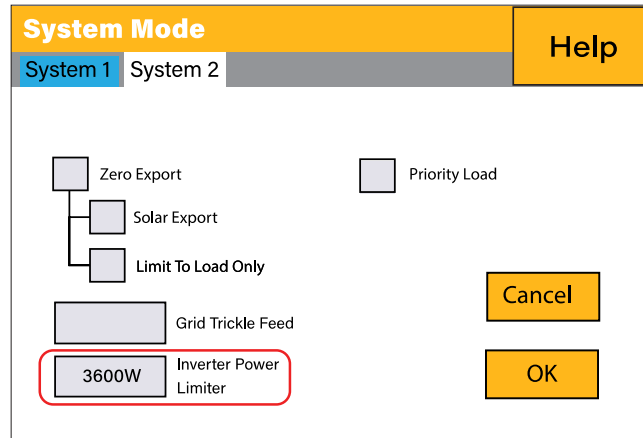 System Mode
Help
System 1
System 2
Zero Export
Priority Load
Solar Export
Limit To Load Only
Cancel
Grid Trickle Feed
3600W
Inverter Power
Limiter
OK